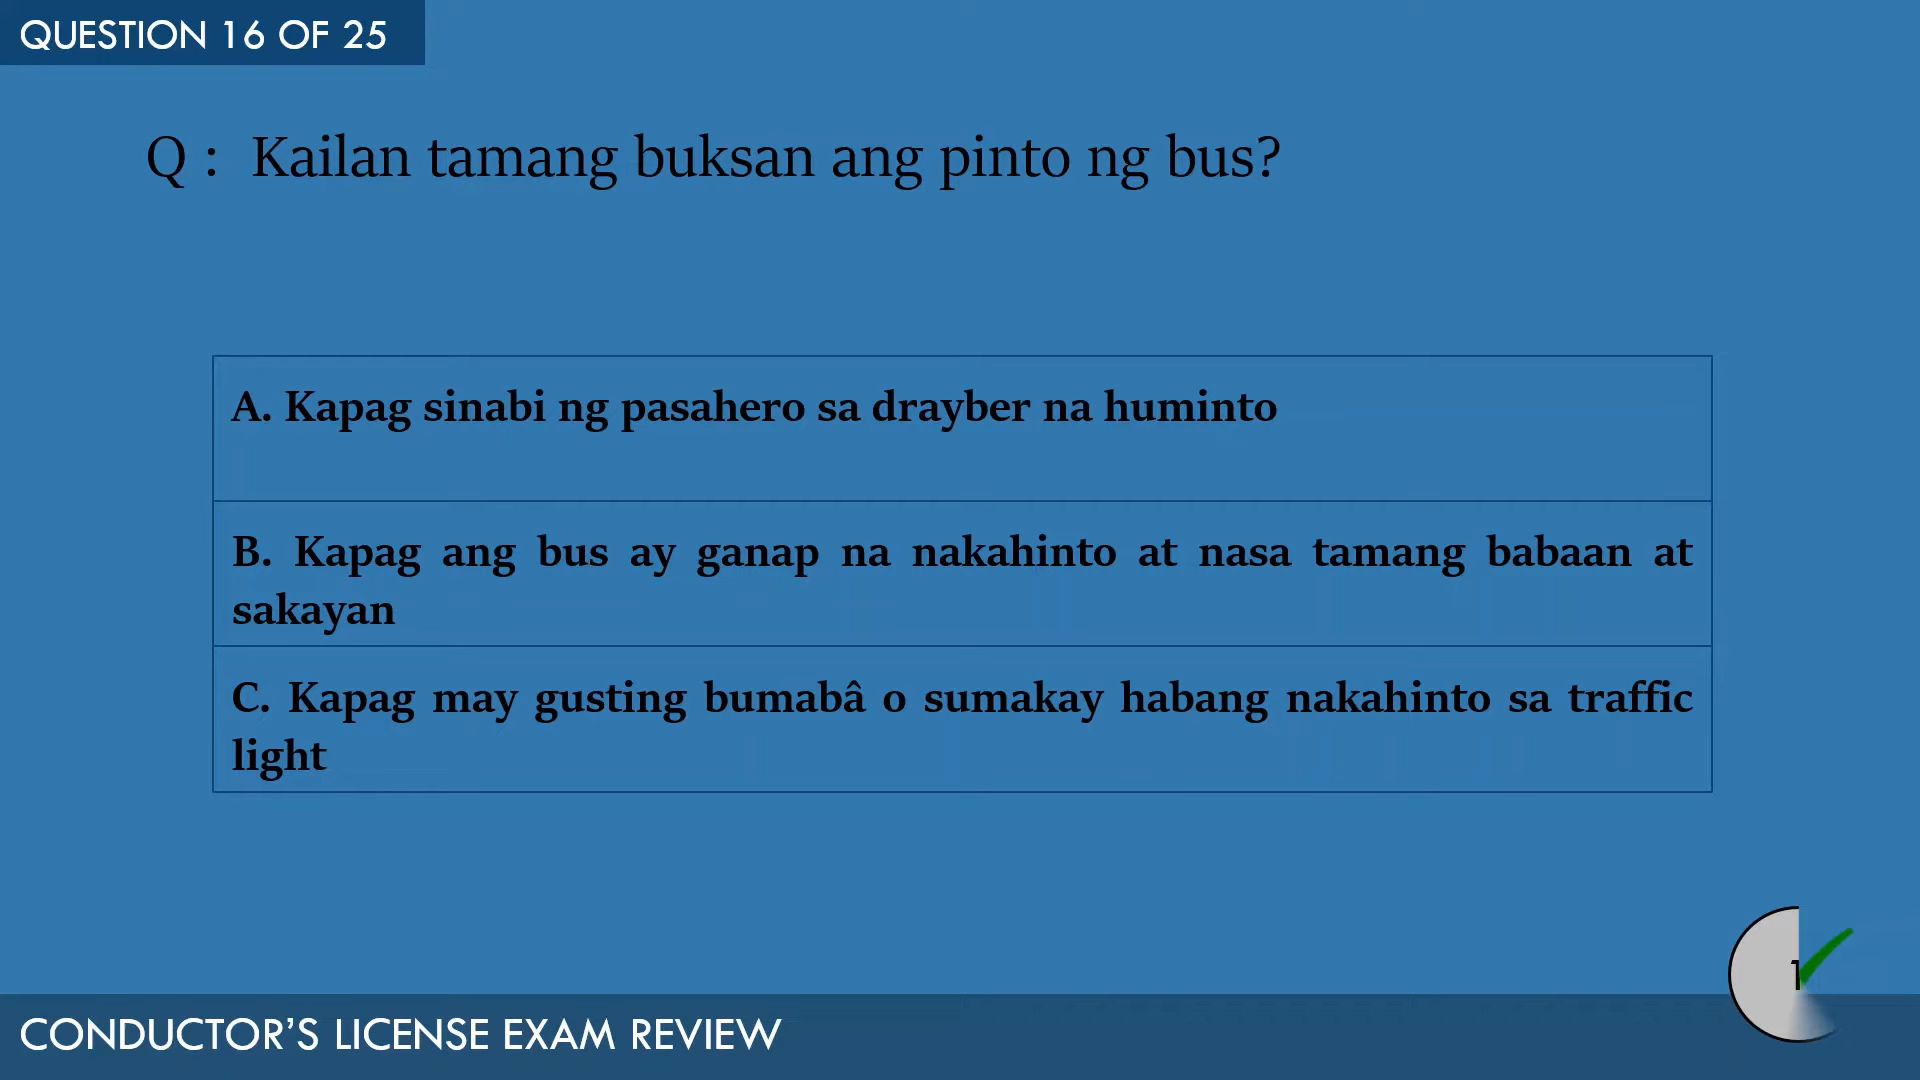 QUESTION 16 OF 25
Q : Kailan tamang buksan ang pinto ng bus?
A. Kapag sinabi ng pasahero sa drayber na huminto
B. Kapag ang bus ay ganap na nakahinto at nasa tamang babaan at
sakayan
C. Kapag may gusting bumabâ o sumakay habang nakahinto sa traffic
light
1
CONDUCTOR’S LICENSE EXAM REVIEW